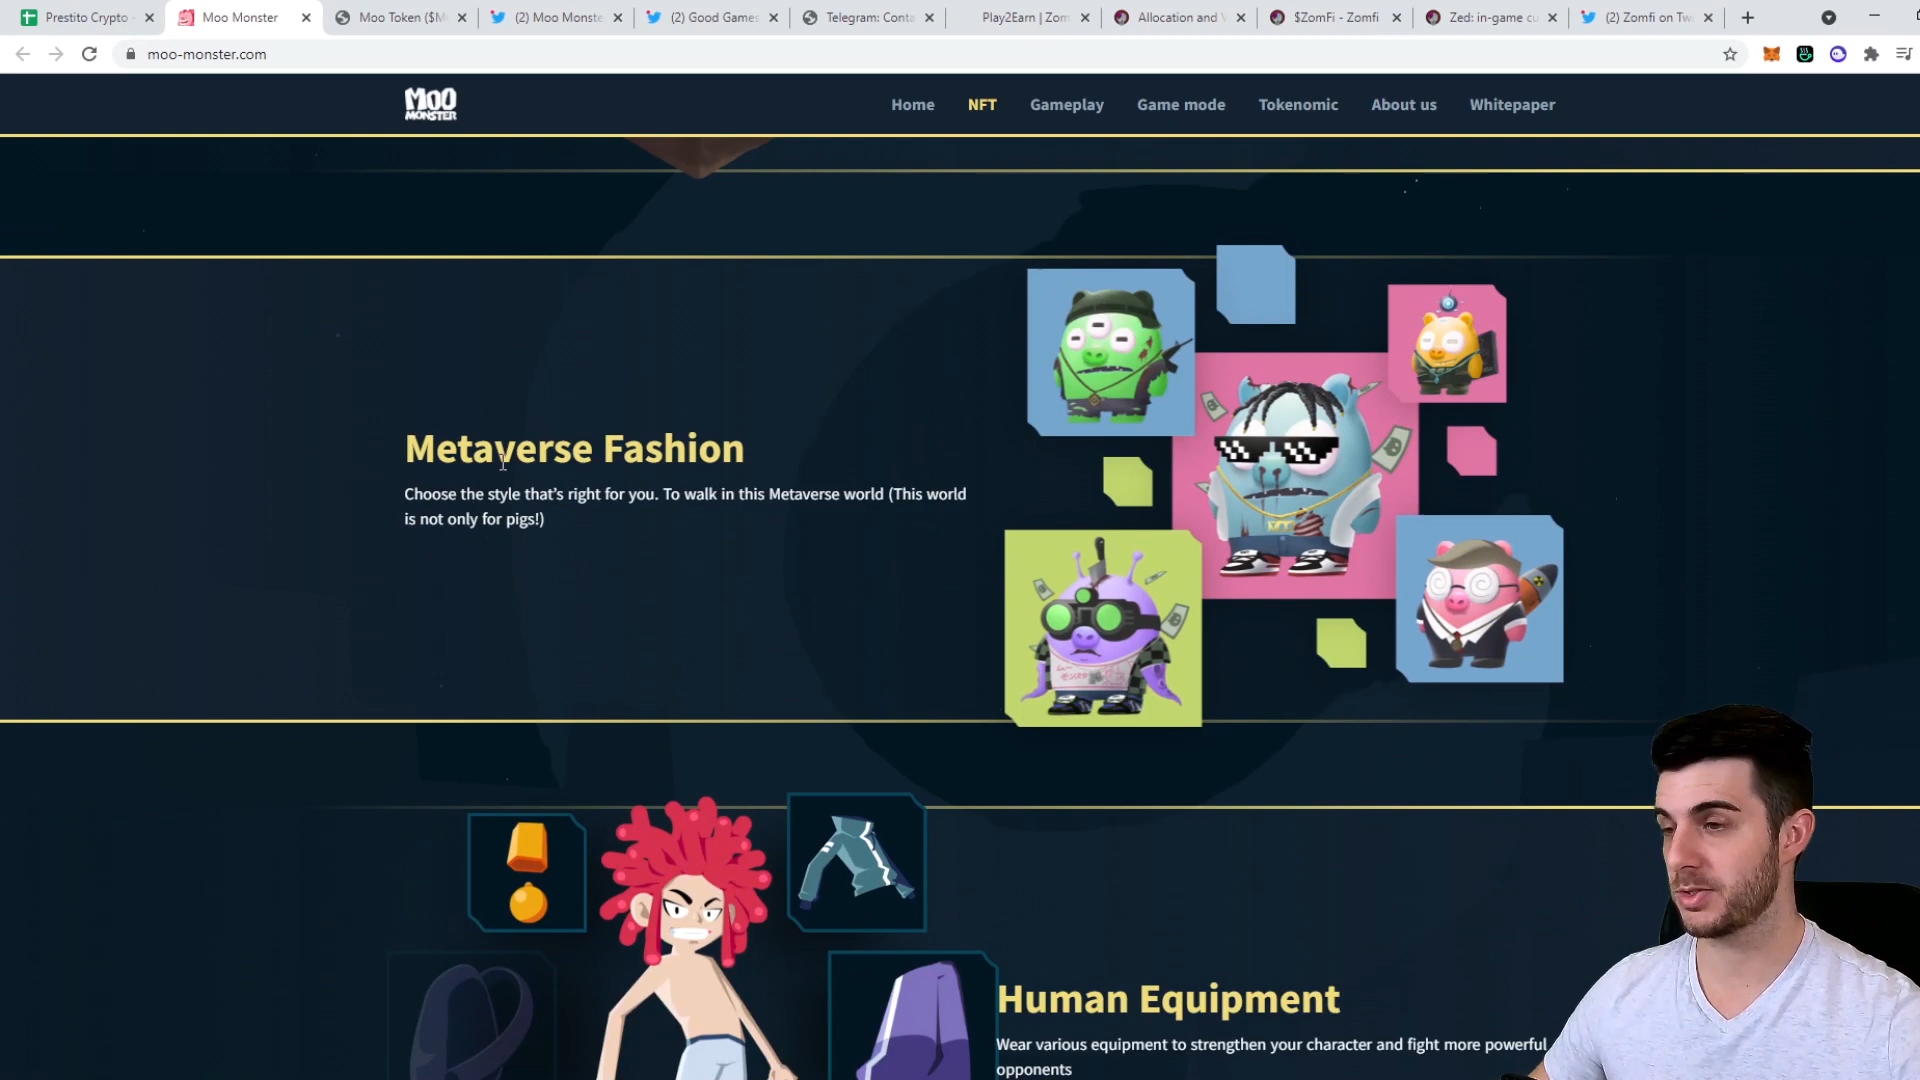 Prestito Crypto
Moo Monster
Moo Token ($M
(2) Moo Monste
(2) Good Games
Telegram: Conta
Play2Earn | Zom
Allocation and V
$ZomFi - Zomfi
Zed: in-game cu
(2) Zomfi on Tw
moo-monster.com
MOO
MONSTER
Home
NFT
Gameplay
Game mode
Tokenomic
About us
Whitepaper
Metaverse Fashion
Choose the style that's right for you. To walk in this Metaverse world (This world
is not only for pigs!)
Human Equipment
Wear various equipment to strengthen your character and fight more powerful
opponents